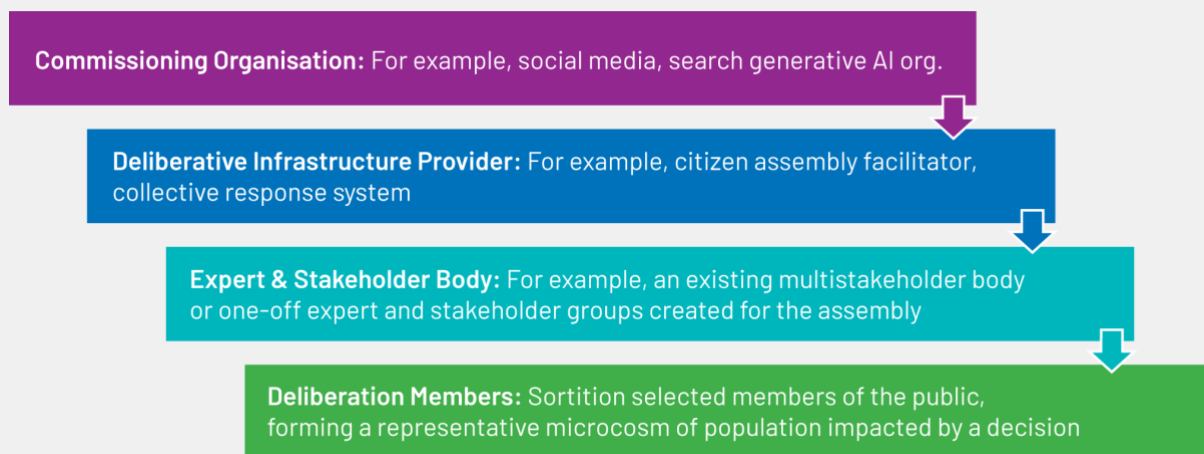 Commissioning Organisation: For example, social media, search generative AI org.
Deliberative Infrastructure Provider: For example, citizen assembly facilitator,
collective response system
Expert & Stakeholder Body: For example, an existing multistakeholder body
or one-off expert and stakeholder groups created for the assembly
Deliberation Members: Sortition selected members of the public,
forming a representative microcosm of population impacted by a decision